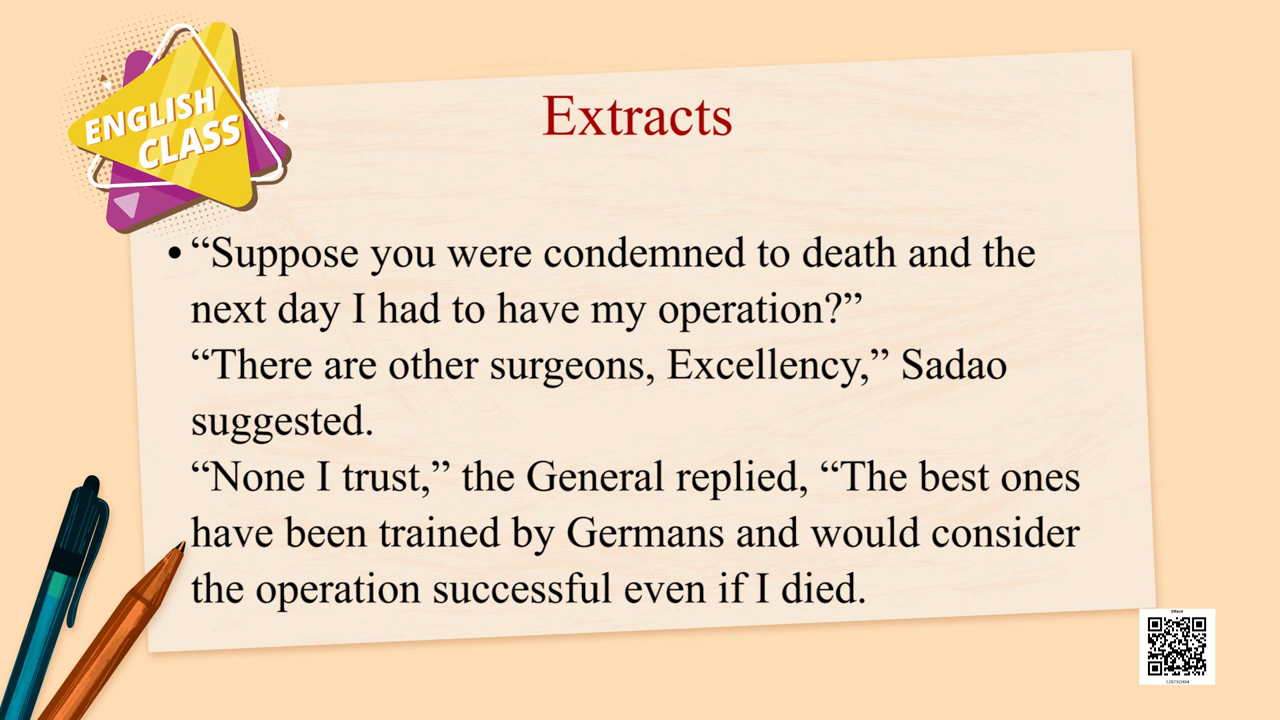 ENGLISH
CLASS
Extracts
• “Suppose you were condemned to death and the
next day I had to have my operation?”
“There are other surgeons, Excellency,” Sadao
suggested.
“None I trust,” the General replied, “The best ones
have been trained by Germans and would consider
the operation successful even if I died.